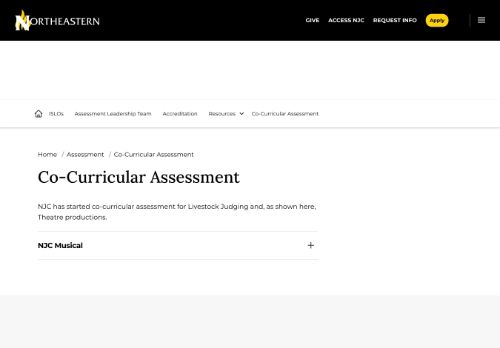 NORTHEASTERN
GIVE ACCESS NJC REQUEST INFO Apply
ISLOs Assessment Leadership Team Accreditation Resources Co-Curricular Assessment
Home / Assessment / Co-Curricular Assessment
Co-Curricular Assessment
NJC has started co-curricular assessment for Livestock Judging and, as shown here,
Theatre productions.
NJC Musical